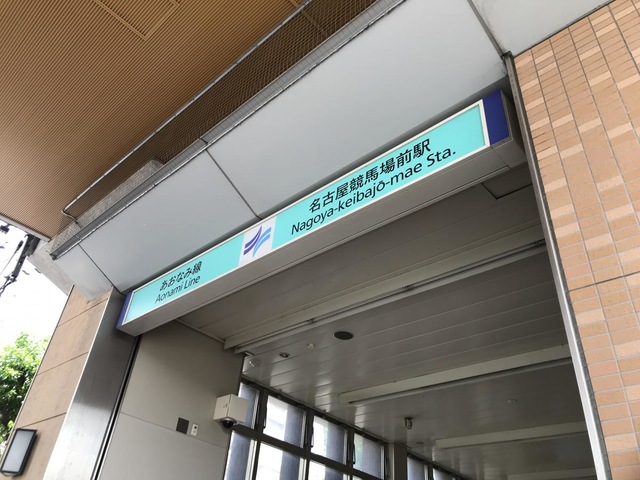 あおなみ線
Aonami Line
名古屋競馬場前駅
Nagoya-keibajō-mae Sta.